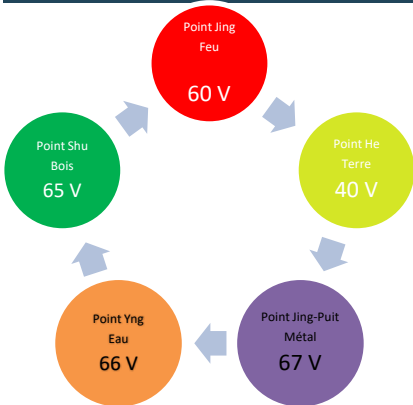 Point Jing
Feu
60 V
Point He
Terre
40 V
Point Jing-Puit
Métal
67 V
Point Yng
Eau
66 V
Point Shu
Bois
65 V